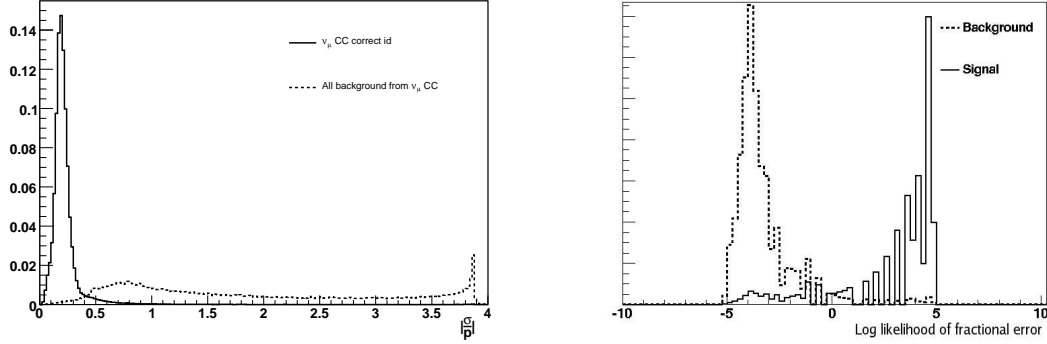 0.14
0.12
0.1
0.08
0.06
0.04
0.02
0
0 0.5 1 1.5 2 2.5 3 3.5 4
ν_μ CC correct id
All background from ν_μ CC
|σ/p|
Background
Signal
-10 -5 0 5 10
Log likelihood of fractional error